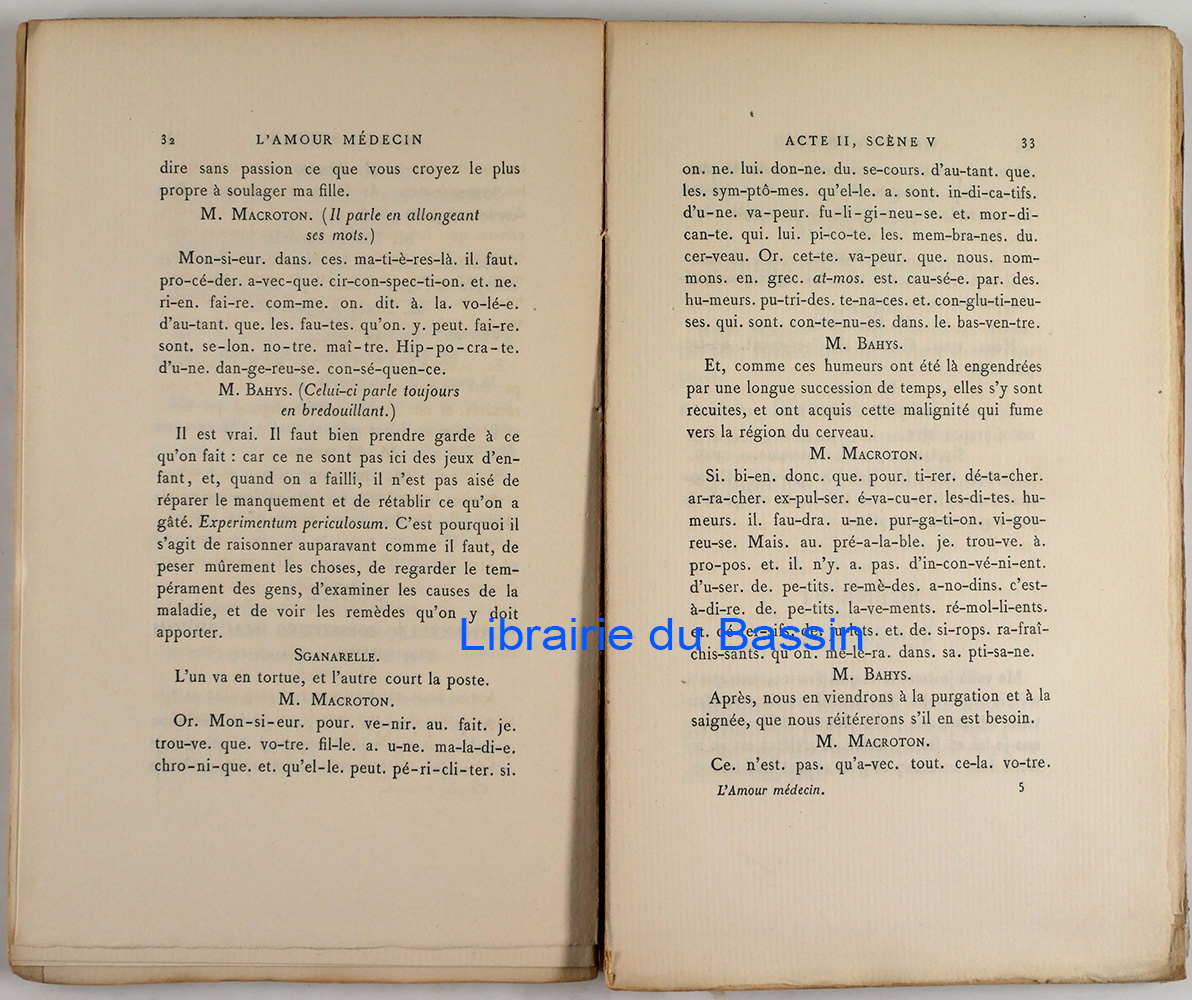 32 L'AMOUR MÉDECIN
dire sans passion ce que vous croyez le plus
propre à soulager ma fille.
M. MACROTON. (Il parle en allongeant
ses mots.)
Mon-si-eur. dans. ces. ma-ti-è-res-là. il. faut.
pro-cé-der. a-vec-que. cir-con-spec-ti-on. et. ne.
ri-en. fai-re. com-me. on. dit. à. la. vo-lé-e.
d'au-tant. que. les. fau-tes. qu'on. y. peut. fai-re.
sont. se-lon. no-tre. maî-tre. Hip-po-cra-te.
d'u-ne. dan-ge-reu-se. con-sé-quen-ce.
M. BAHYS. (Celui-ci parle toujours
en bredouillant.)
Il est vrai. Il faut bien prendre garde à ce
qu'on fait : car ce ne sont pas ici des jeux d'en-
fant, et, quand on a failli, il n'est pas aisé de
réparer le manquement et de rétablir ce qu'on a
gâté. Experimentum periculosum. C'est pourquoi il
s'agit de raisonner auparavant comme il faut, de
peser mûrement les choses, de regarder le tem-
pérament des gens, d'examiner les causes de la
maladie, et de voir les remèdes qu'on y doit
apporter.
SGANARELLE.
L'un va en tortue, et l'autre court la poste.
M. MACROTON.
Or. Mon-si-eur. pour. ve-nir. au. fait. je.
trou-ve. que. vo-tre. fil-le. a. u-ne. ma-la-di-e.
chro-ni-que. et. qu'el-le. peut. pé-ri-cli-ter. si.
ACTE II, SCÈNE V 33
on. ne. lui. don-ne. du. se-cours. d'au-tant. que.
les. sym-ptô-mes. qu'el-le. a. sont. in-di-ca-tifs.
d'u-ne. va-peur. fu-li-gi-neu-se. et. mor-di-
can-te. qui. lui. pi-co-te. les. mem-bra-nes. du.
cer-veau. Or. cet-te. va-peur. que. nous. nom-
mons. en. grec. at-mos. est. cau-sé-e. par. des.
hu-meurs. pu-tri-des. te-na-ces. et. con-glu-ti-neu-
ses. qui. sont. con-te-nu-es. dans. le. bas-ven-tre.
M. BAHYS.
Et, comme ces humeurs ont été là engendrées
par une longue succession de temps, elles s'y sont
recuites, et ont acquis cette malignité qui fume
vers la région du cerveau.
M. MACROTON.
Si. bi-en. donc. que. pour. ti-rer. dé-ta-cher.
ar-ra-cher. ex-pul-ser. é-va-cu-er. les-di-tes. hu-
meurs. il. fau-dra. u-ne. pur-ga-ti-on. vi-gou-
reu-se. Mais. au. pré-a-la-ble. je. trou-ve. à.
pro-pos. et. il. n'y. a. pas. d'in-con-vé-ni-ent.
d'u-ser. de. pe-tits. re-mè-des. a-no-dins. c'est-
à-di-re. de. pe-tits. la-ve-ments. ré-mol-li-ents.
et. dé-ter-sifs. de. ju-lets. et. de. si-rops. ra-fraî-
chis-sants. qu'on. mê-le-ra. dans. sa. pti-sa-ne.
M. BAHYS.
Après, nous en viendrons à la purgation et à la
saignée, que nous réitérerons s'il en est besoin.
M. MACROTON.
Ce. n'est. pas. qu'a-vec. tout. ce-la. vo-tre.
L'Amour médecin. 5
Librairie du Bassin